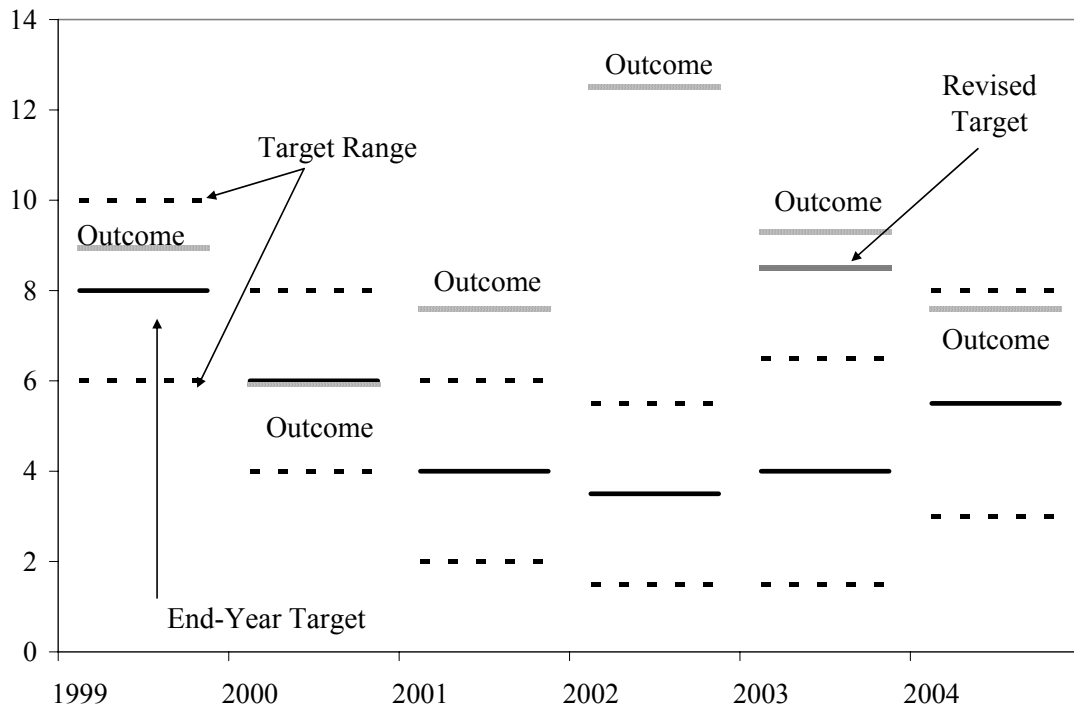 14
Outcome
Revised
Target
12
Target Range
10
Outcome
Outcome
Outcome
8
Outcome
6
Outcome
4
2
End-Year Target
0
1999 2000 2001 2002 2003 2004